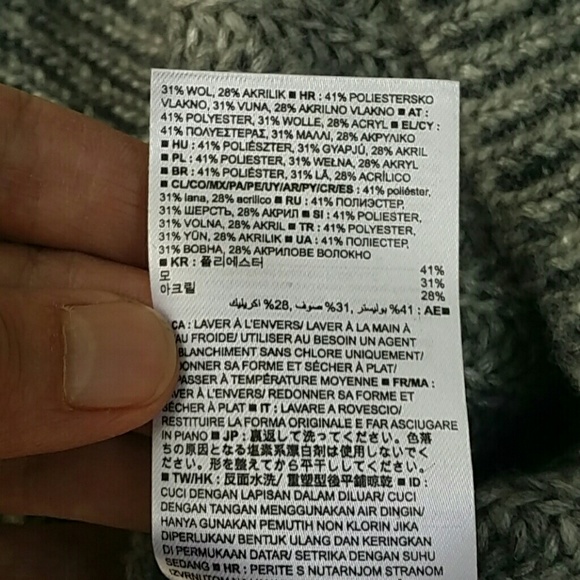 31% WOL, 28% AKRILIK ■ HR : 41% POLIESTERSKO
VLAKNO, 31% VUNA, 28% AKRILNO VLAKNO ■ AT :
41% POLYESTER, 31% WOLLE, 28% ACRYL ■ EL/CY :
41% ΠΟΛΥΕΣΤΕΡΑΣ, 31% ΜΑΛΛΙ, 28% ΑΚΡΥΛΙΚΟ
■ HU : 41% POLIÉSZTER, 31% GYAPJÚ, 28% AKRIL
■ PL : 41% POLIESTER, 31% WEŁNA, 28% AKRYL
■ BR : 41% POLIÉSTER, 31% LÃ, 28% ACRÍLICO
■ CL/CO/MX/PA/PE/UY/AR/PY/CR/ES : 41% poliéster,
31% lana, 28% acrílico ■ RU : 41% ПОЛИЭСТЕР,
31% ШЕРСТЬ, 28% АКРИЛ ■ SI : 41% POLIESTER,
31% VOLNA, 28% AKRIL ■ TR : 41% POLYESTER,
31% YÜN, 28% AKRILIK ■ UA : 41% ПОЛІЕСТЕР,
31% ВОВНА, 28% АКРИЛОВЕ ВОЛОКНО
■ KR : 폴리에스터 41%
모 31%
아크릴 28%
■AE : 41% بوليستر, 31% صوف, 28% اكريليك
CA : LAVER À L'ENVERS/ LAVER À LA MAIN À
AU FROIDE/ UTILISER AU BESOIN UN AGENT
BLANCHIMENT SANS CHLORE UNIQUEMENT/
DONNER SA FORME ET SÉCHER À PLAT/
PASSER À TEMPÉRATURE MOYENNE ■ FR/MA :
VER À L'ENVERS/ REDONNER SA FORME ET
SÉCHER À PLAT ■ IT : LAVARE A ROVESCIO/
RESTITUIRE LA FORMA ORIGINALE E FAR ASCIUGARE
IN PIANO ■ JP : 裏返して洗ってください。色落
ちの原因となる塩素系漂白剤は使用しないでく
ださい。形を整えてから平干ししてください。
■ TW/HK : 反面水洗/ 重塑型後平鋪晾乾 ■ ID :
CUCI DENGAN LAPISAN DALAM DILUAR/ CUCI
DENGAN TANGAN MENGGUNAKAN AIR DINGIN/
HANYA GUNAKAN PEMUTIH NON KLORIN JIKA
DIPERLUKAN/ BENTUK ULANG DAN KERINGKAN
DI PERMUKAAN DATAR/ SETRIKA DENGAN SUHU
SEDANG ■ HR : PERITE S NUTARNJOM STRANOM